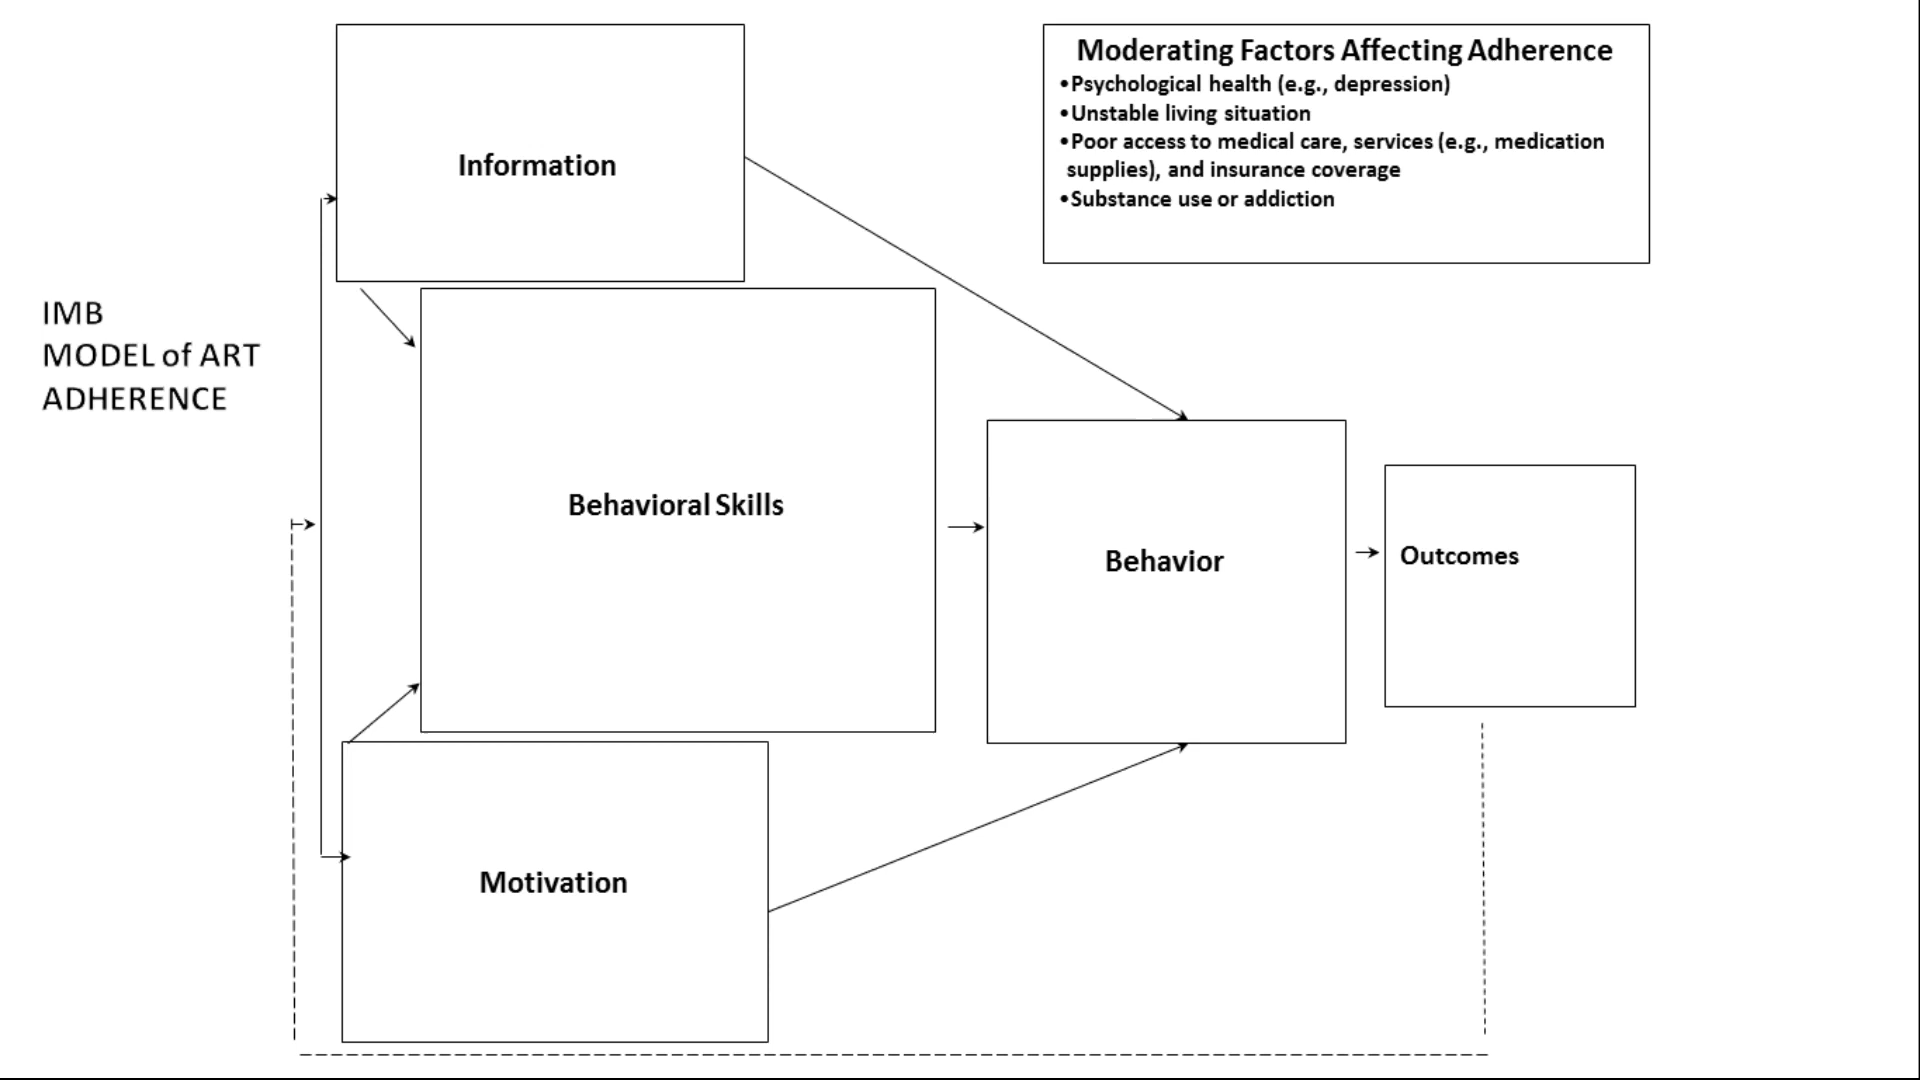 Information
Moderating Factors Affecting Adherence
•Psychological health (e.g., depression)
•Unstable living situation
•Poor access to medical care, services (e.g., medication
supplies), and insurance coverage
•Substance use or addiction
IMB
MODEL of ART
ADHERENCE
Behavioral Skills
Behavior
Outcomes
Motivation